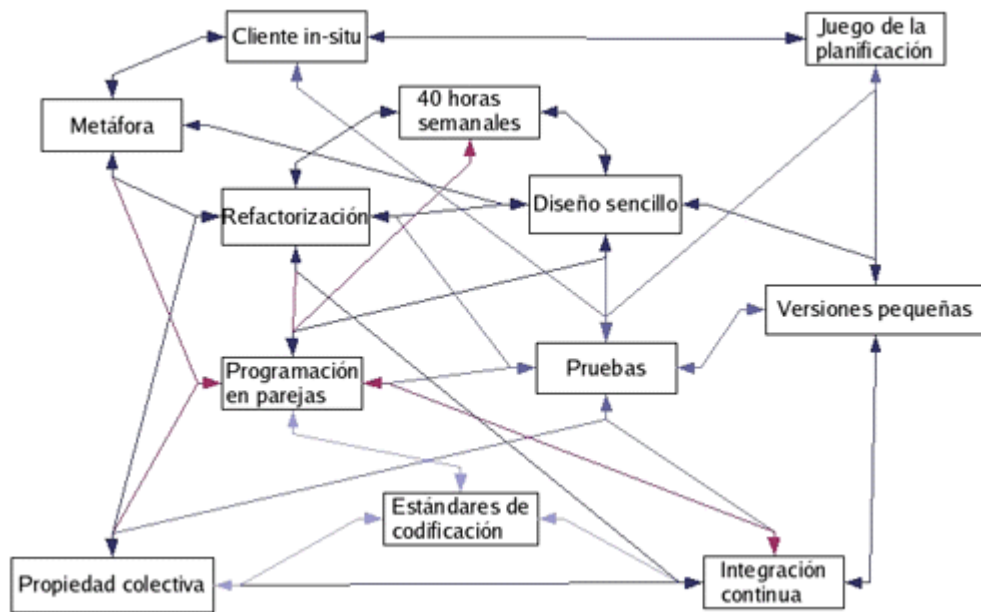 Cliente in-situ
Juego de la
planificación
40 horas
semanales
Metáfora
Refactorización
Diseño sencillo
Versiones pequeñas
Programación
en parejas
Pruebas
Estándares de
codificación
Propiedad colectiva
Integración
continua